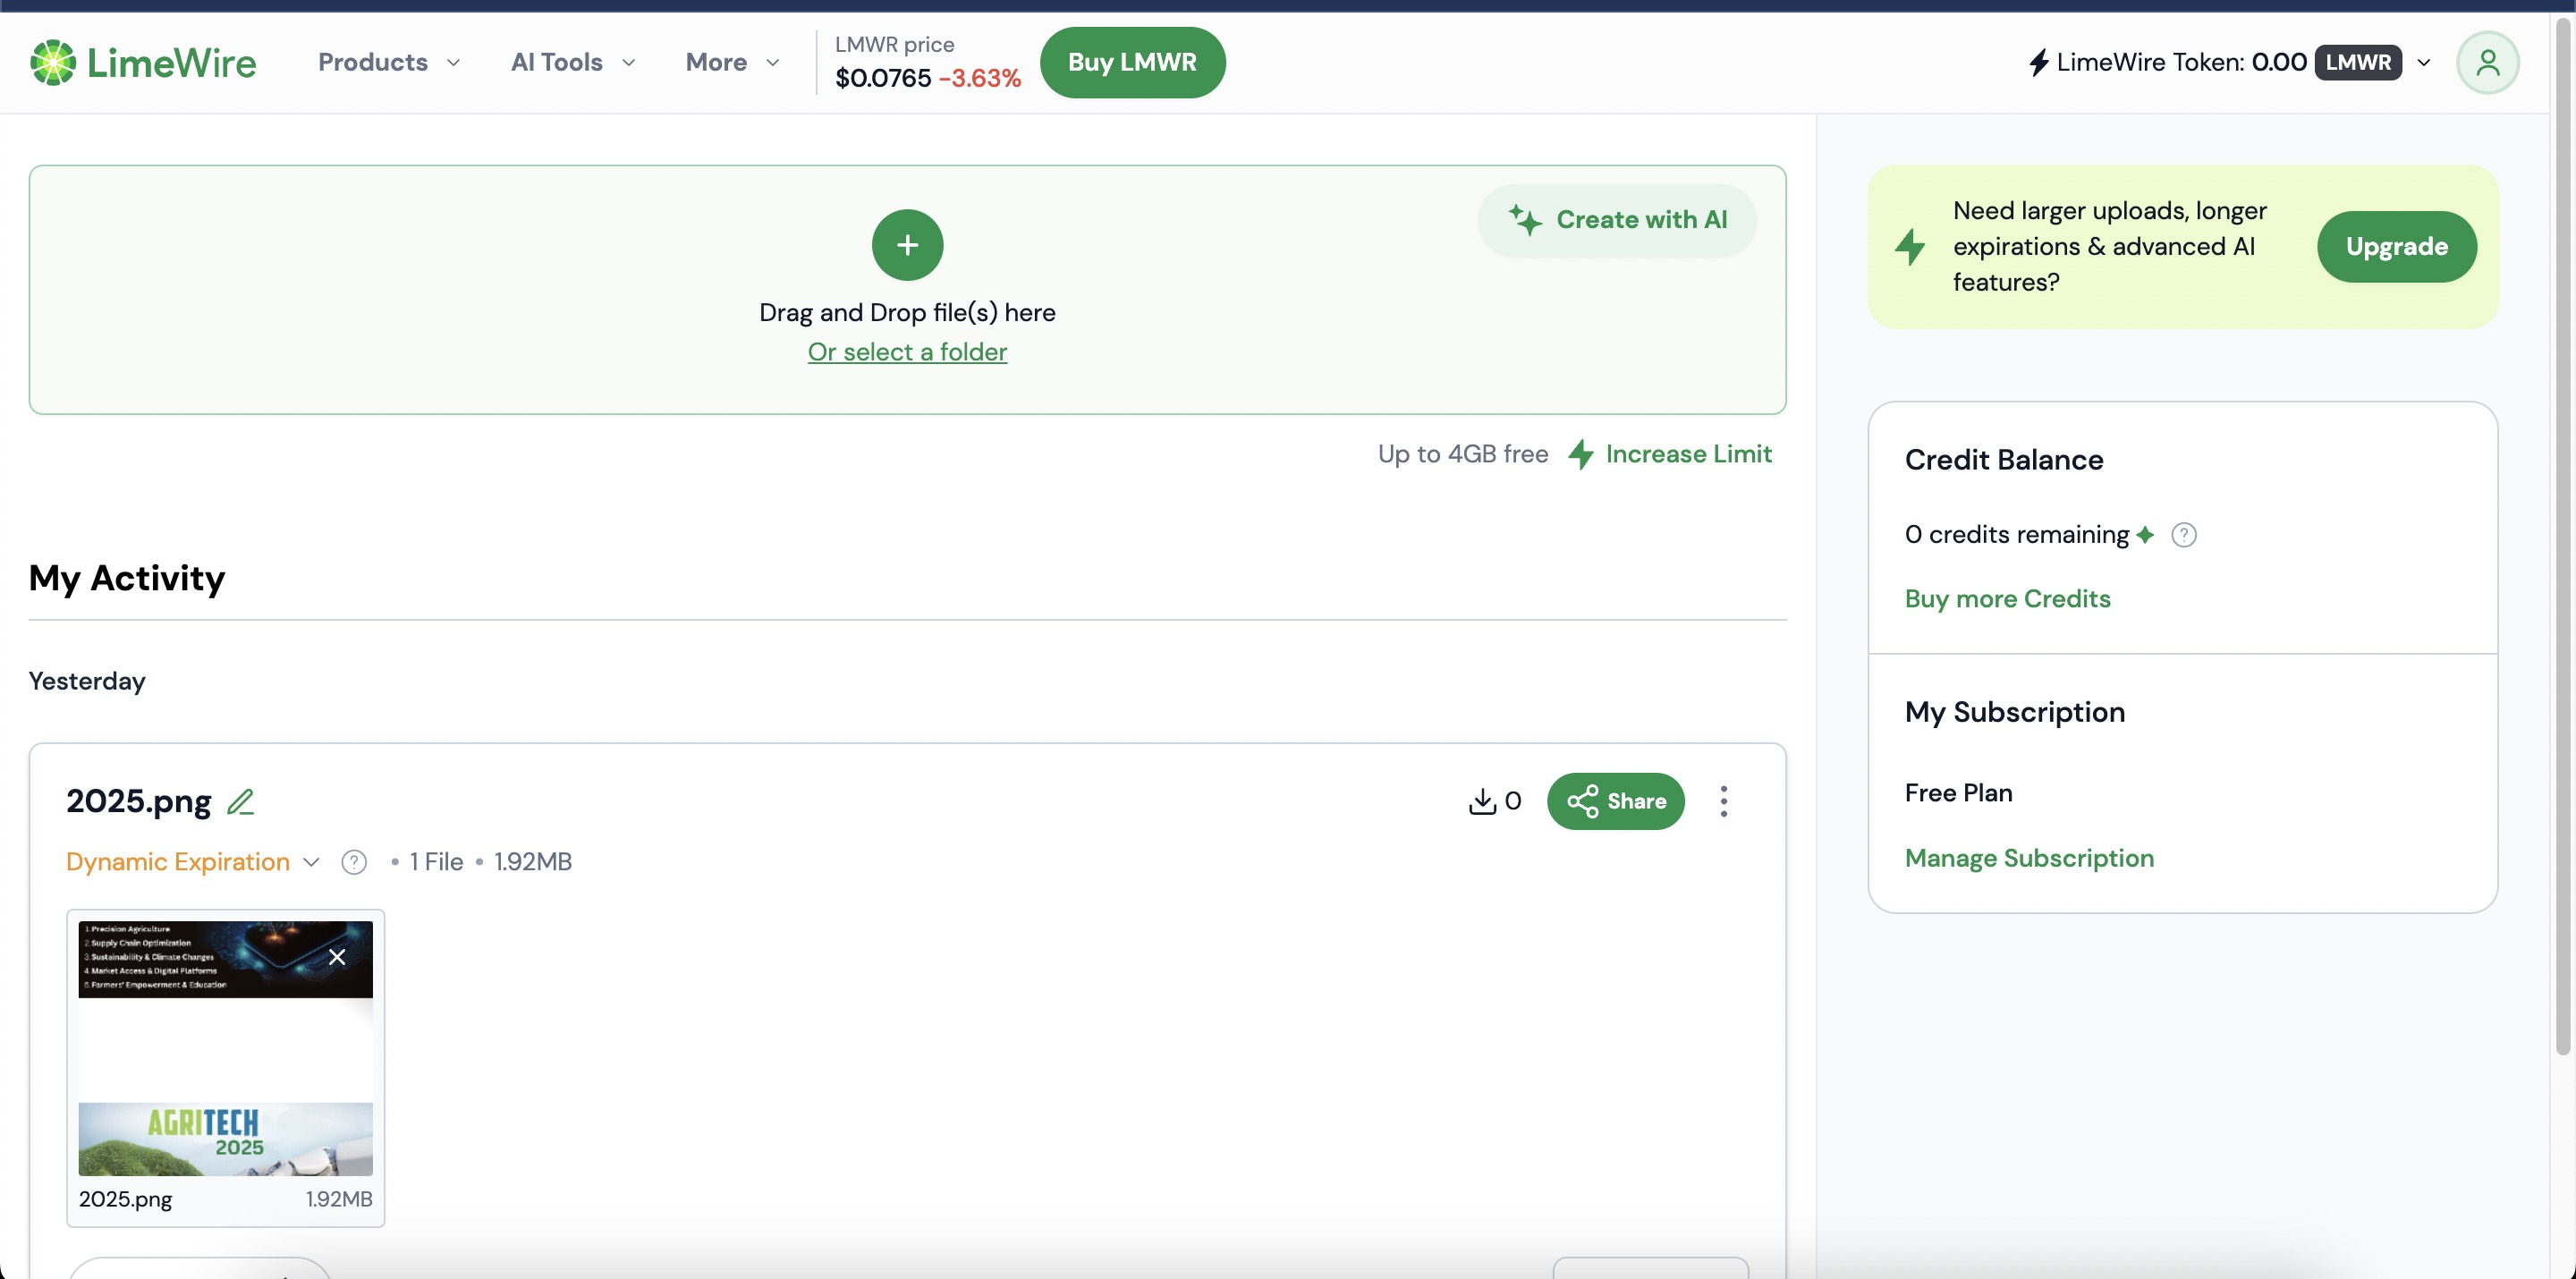 LimeWire
Products
AI Tools
More
LMWR price
$0.0765 -3.63%
Buy LMWR
LimeWire Token: 0.00 LMWR
Create with AI
Drag and Drop file(s) here
Or select a folder
Up to 4GB free
Increase Limit
Need larger uploads, longer
expirations & advanced AI
features?
Upgrade
Credit Balance
0 credits remaining
Buy more Credits
My Subscription
Free Plan
Manage Subscription
My Activity
Yesterday
2025.png
0
Share
Dynamic Expiration
• 1 File • 1.92MB
1. Precision Agriculture
2. Supply Chain Optimization
3. Sustainability & Climate Changes
4. Market Access & Digital Platforms
5. Farmers' Empowerment & Education
AGRITECH
2025
2025.png 1.92MB